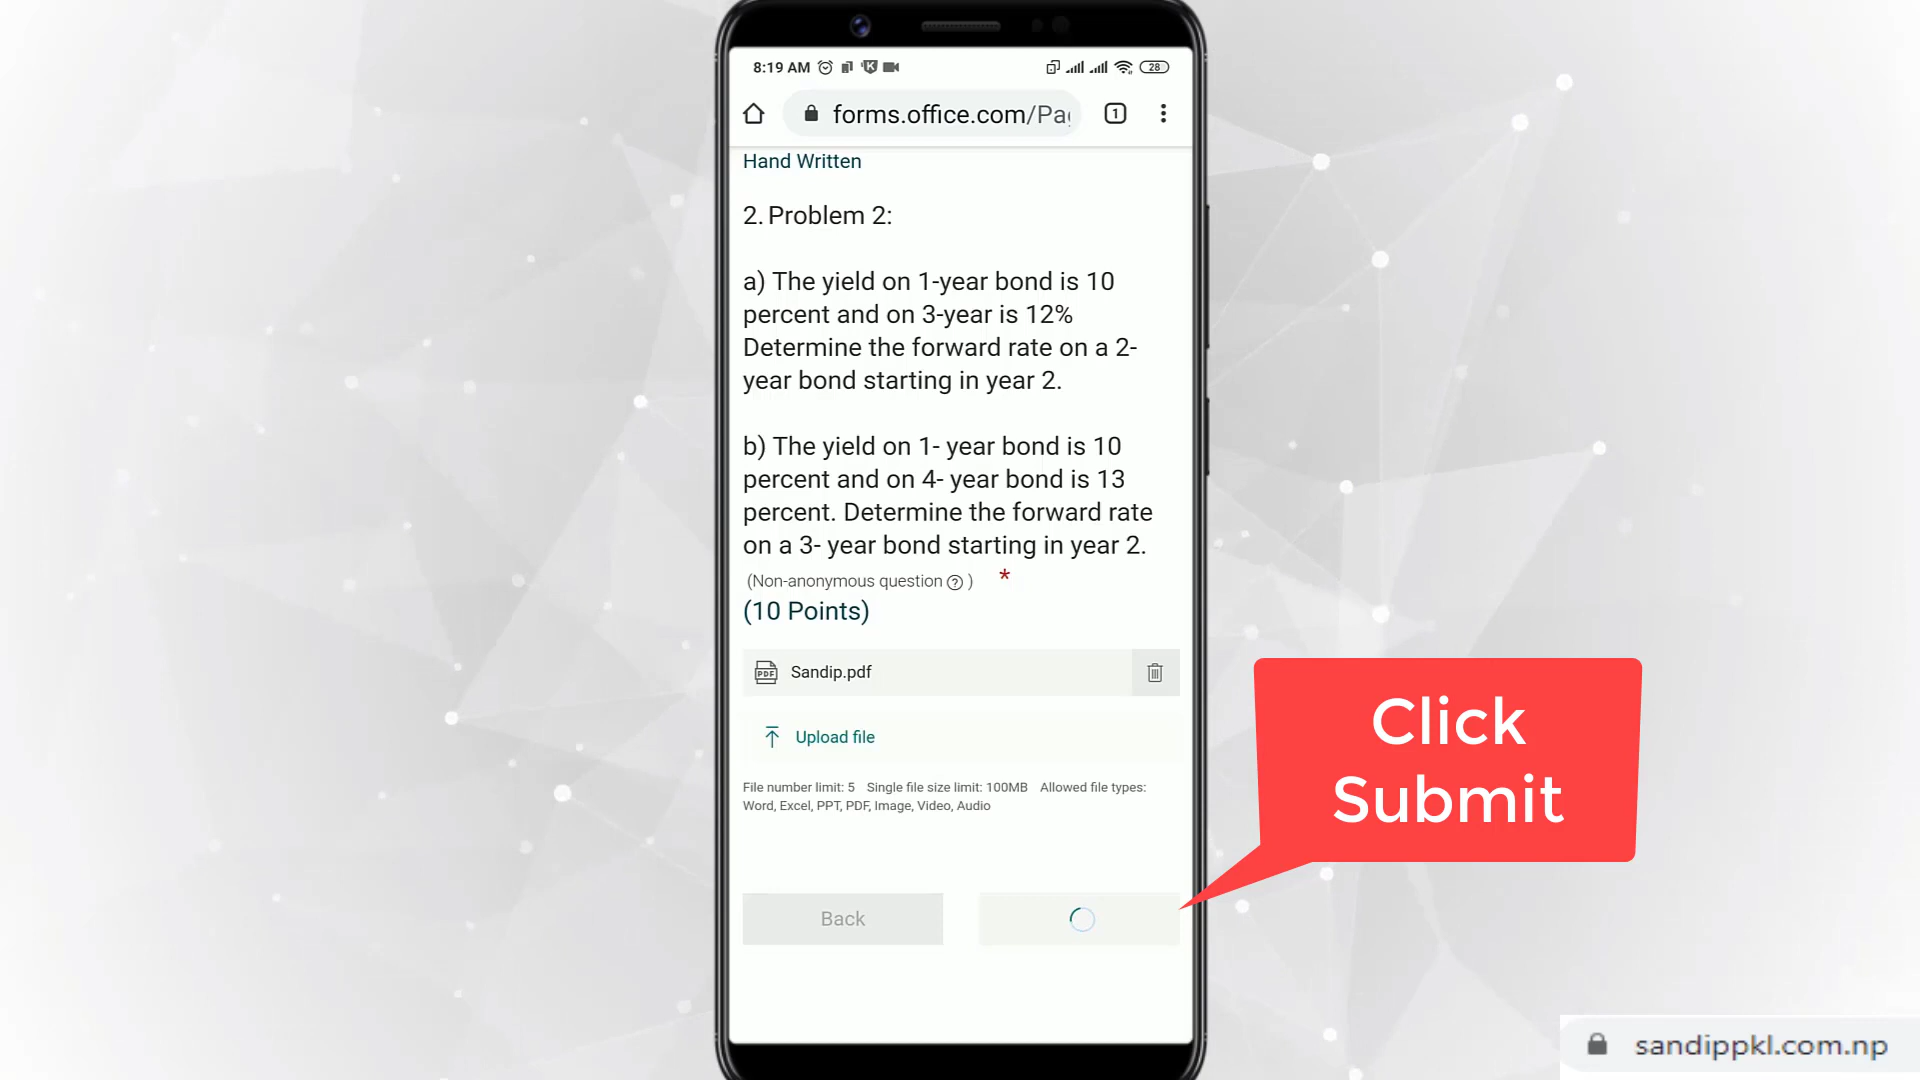 8:19 AM
28
forms.office.com/Pag
1
Hand Written
2. Problem 2:
a) The yield on 1-year bond is 10
percent and on 3-year is 12%
Determine the forward rate on a 2-
year bond starting in year 2.
b) The yield on 1- year bond is 10
percent and on 4- year bond is 13
percent. Determine the forward rate
on a 3- year bond starting in year 2.
(Non-anonymous question ? ) *
(10 Points)
PDF Sandip.pdf
Upload file
File number limit: 5 Single file size limit: 100MB Allowed file types:
Word, Excel, PPT, PDF, Image, Video, Audio
Back
Click
Submit
sandippkl.com.np